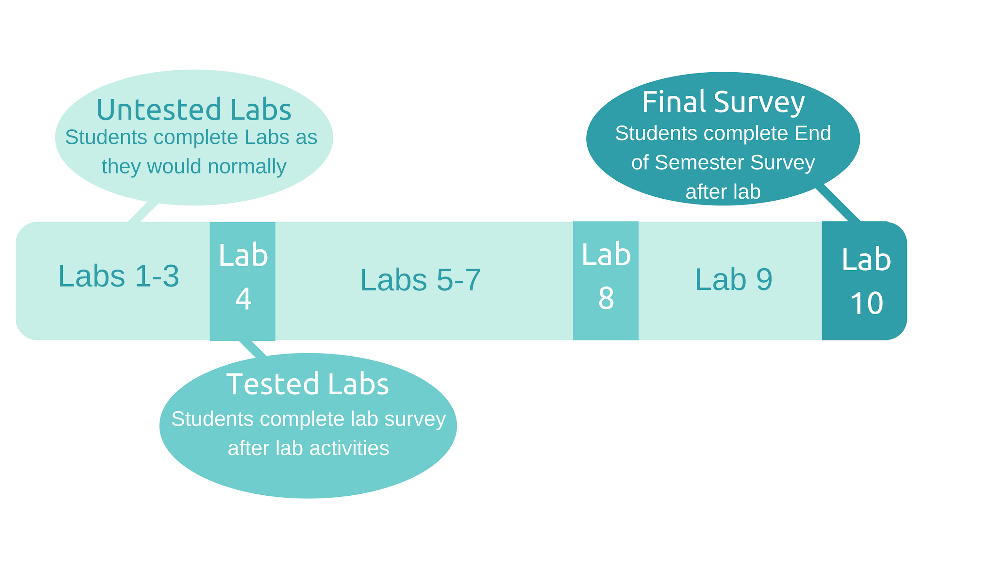 Untested Labs
Students complete Labs as
they would normally
Final Survey
Students complete End
of Semester Survey
after lab
Labs 1-3
Lab
4
Labs 5-7
Lab
8
Lab 9
Lab
10
Tested Labs
Students complete lab survey
after lab activities